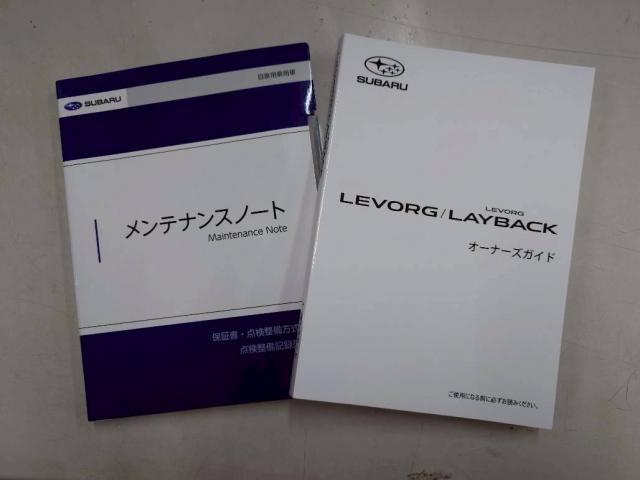 自家用乗用車
SUBARU
メンテナンスノート
Maintenance Note
保証書・点検整備方式
点検整備記録
SUBARU
LEVORG
LEVORG/LAYBACK
オーナーズガイド
ご使用になる前に必ずお読みください。